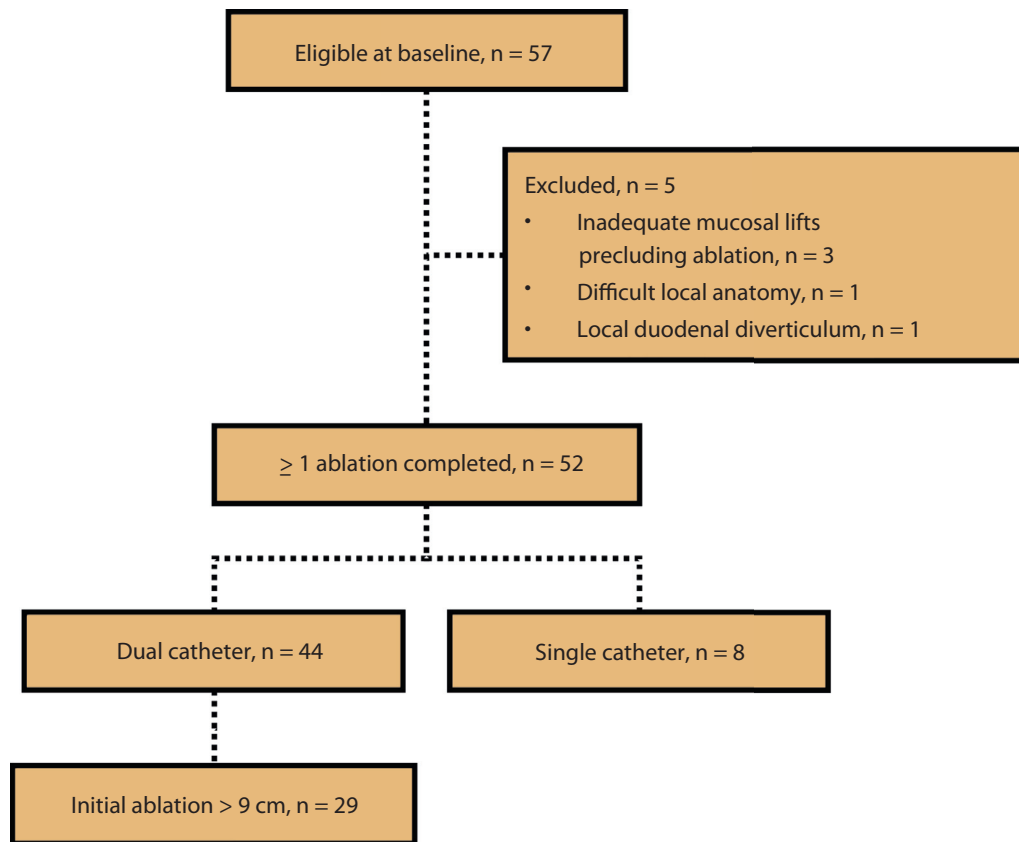 Eligible at baseline, n = 57
Excluded, n = 5
• Inadequate mucosal lifts
precluding ablation, n = 3
• Difficult local anatomy, n = 1
• Local duodenal diverticulum, n = 1
≥ 1 ablation completed, n = 52
Dual catheter, n = 44
Single catheter, n = 8
Initial ablation > 9 cm, n = 29